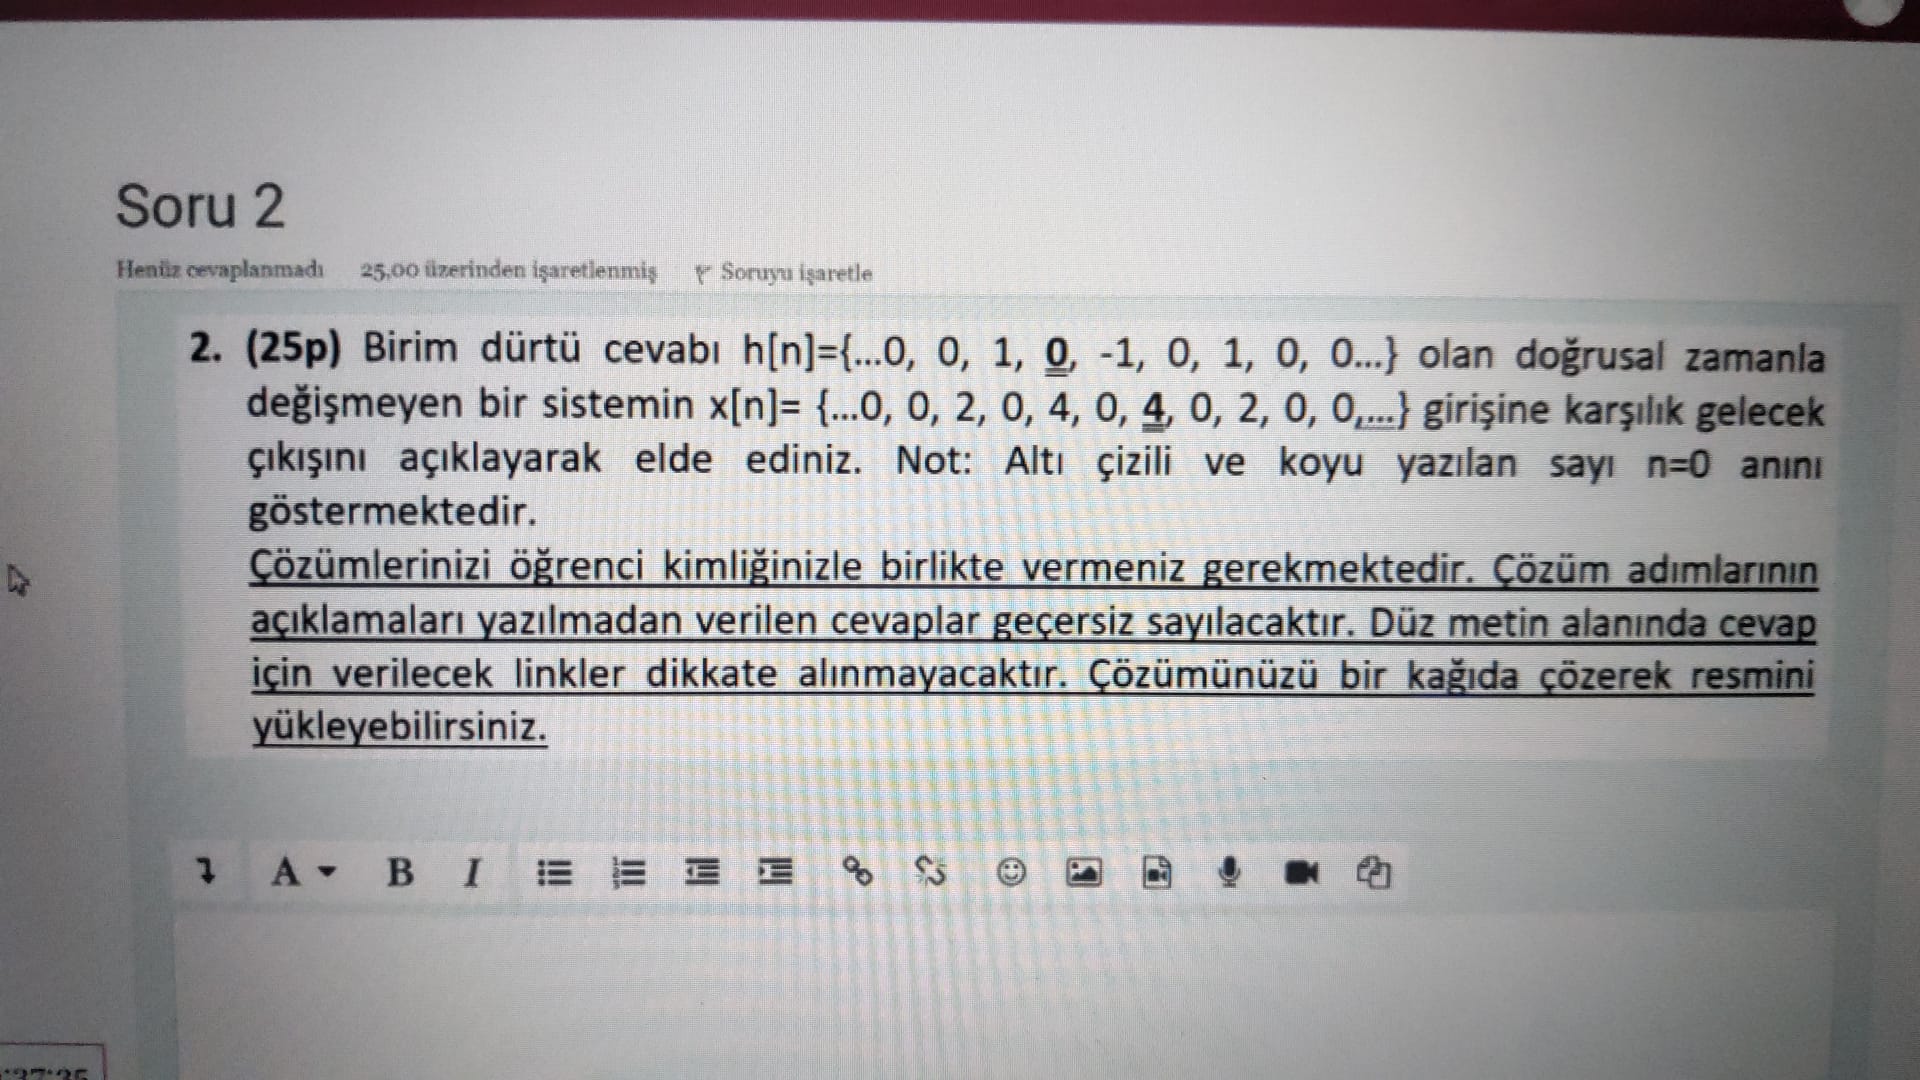 Soru 2
Henüz cevaplanmadı 25,00 üzerinden işaretlenmiş Soruyu işaretle
2. (25p) Birim dürtü cevabı h[n]={...0, 0, 1, 0, -1, 0, 1, 0, 0...} olan doğrusal zamanla
değişmeyen bir sistemin x[n]= {...0, 0, 2, 0, 4, 0, 4, 0, 2, 0, 0,...} girişine karşılık gelecek
çıkışını açıklayarak elde ediniz. Not: Altı çizili ve koyu yazılan sayı n=0 anını
göstermektedir.
Çözümlerinizi öğrenci kimliğinizle birlikte vermeniz gerekmektedir. Çözüm adımlarının
açıklamaları yazılmadan verilen cevaplar geçersiz sayılacaktır. Düz metin alanında cevap
için verilecek linkler dikkate alınmayacaktır. Çözümünüzü bir kağıda çözerek resmini
yükleyebilirsiniz.
A B I